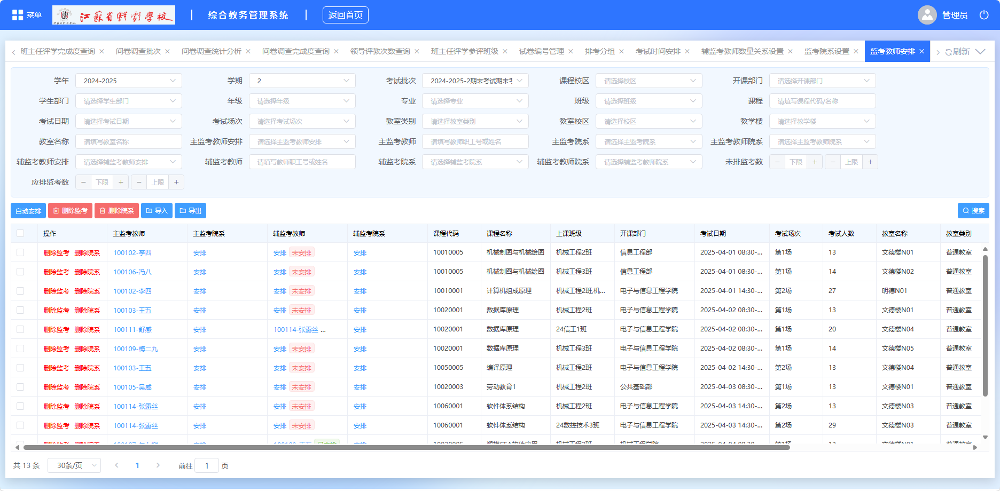 菜单 江苏省戏剧学校 综合教务管理系统 返回首页 管理员
班主任评学完成度查询 问卷调查批次 问卷调查统计分析 问卷调查完成度查询 领导评教次数查询 班主任评学参评班级 试卷编号管理 排考分组 考试时间安排 辅监考教师数量关系设置 监考院系设置 监考教师安排 刷新
学年 2024-2025 学期 2 考试批次 2024-2025-2期末考试期末考 课程校区 请选择校区 开课部门 请选择开课部门
学生部门 请选择学生部门 年级 请选择年级 专业 请选择专业 班级 请选择班级 课程 请填写课程代码/名称
考试日期 请选择考试日期 考试场次 请选择考试场次 教室类别 请选择教室类别 教室校区 请选择校区 教学楼 请选择教学楼
教室名称 请填写教室名称 主监考教师安排 请选择主监考教师安排 主监考教师 请填写教师职工号或姓名 主监考院系 请选择主监考院系 主监考教师院系 请选择主监考教师院系
辅监考教师安排 请选择辅监考教师安排 辅监考教师 请填写教师职工号或姓名 辅监考院系 请选择辅监考院系 辅监考教师院系 请选择辅监考教师院系 未排监考数 － 下限 + － 上限 +
应排监考数 － 下限 + － 上限 +
自动安排 删除监考 删除院系 导入 导出 搜索
操作 主监考教师 主监考院系 辅监考教师 辅监考院系 课程代码 课程名称 上课班级 开课部门 考试日期 考试场次 考试人数 教室名称 教室类别
删除监考 删除院系 100102-李四 安排 安排 未安排 安排 10010005 机械制图与机械绘图 机械工程2班 信息工程部 2025-04-01 08:30-... 第1场 13 文德楼N01 普通教室
删除监考 删除院系 100106-冯八 安排 安排 未安排 安排 10010005 机械制图与机械绘图 机械工程3班 信息工程部 2025-04-01 08:30-... 第1场 14 文德楼N02 普通教室
删除监考 删除院系 100102-李四 安排 安排 未安排 安排 10010001 计算机组成原理 机械工程2班,机... 电子与信息工程学院 2025-04-01 14:30-... 第2场 27 明德N01 普通教室
删除监考 删除院系 100103-王五 安排 安排 未安排 安排 10020001 数据库原理 机械工程2班 电子与信息工程学院 2025-04-02 08:30-... 第1场 13 文德楼N01 普通教室
删除监考 删除院系 100111-舒感 安排 100114-张露丝 ... 安排 10020001 数据库原理 24信工1班 电子与信息工程学院 2025-04-02 08:30-... 第1场 20 文德楼N04 普通教室
删除监考 删除院系 100109-梅二九 安排 安排 未安排 安排 10020001 数据库原理 机械工程3班 电子与信息工程学院 2025-04-02 08:30-... 第1场 14 文德楼N05 普通教室
删除监考 删除院系 100103-王五 安排 安排 未安排 安排 10050005 编译原理 机械工程2班 电子与信息工程学院 2025-04-02 14:30-... 第2场 13 文德楼N04 普通教室
删除监考 删除院系 100105-吴威 安排 安排 未安排 安排 10020003 劳动教育1 机械工程2班 公共基础部 2025-04-03 08:30-... 第1场 13 文德楼N01 普通教室
删除监考 删除院系 100114-张露丝 安排 安排 未安排 安排 10060001 软件体系结构 机械工程2班 电子与信息工程学院 2025-04-03 14:30-... 第2场 13 文德楼N03 普通教室
删除监考 删除院系 100114-张露丝 安排 安排 未安排 安排 10060001 软件体系结构 24数控技术3班 电子与信息工程学院 2025-04-03 14:30-... 第2场 29 文德楼N03 普通教室
共 13 条 30条/页 1 前往 1 页